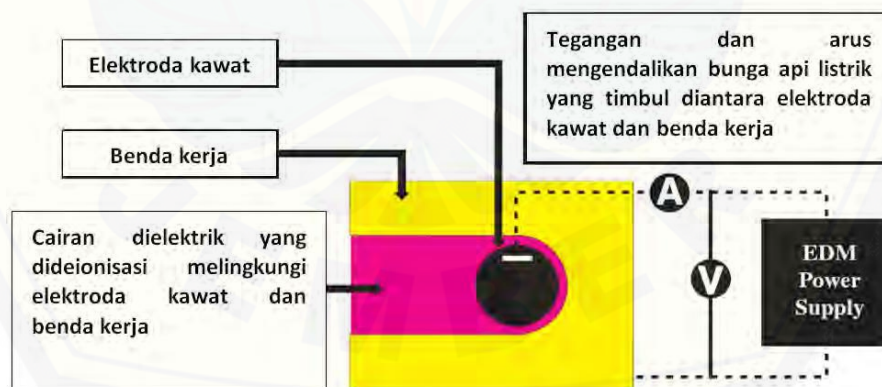 Elektroda kawat
Benda kerja
Cairan dielektrik yang
dideionisasi melingkungi
elektroda kawat dan
benda kerja
Tegangan dan arus
mengendalikan bunga api listrik
yang timbul diantara elektroda
kawat dan benda kerja
A
V
EDM
Power
Supply